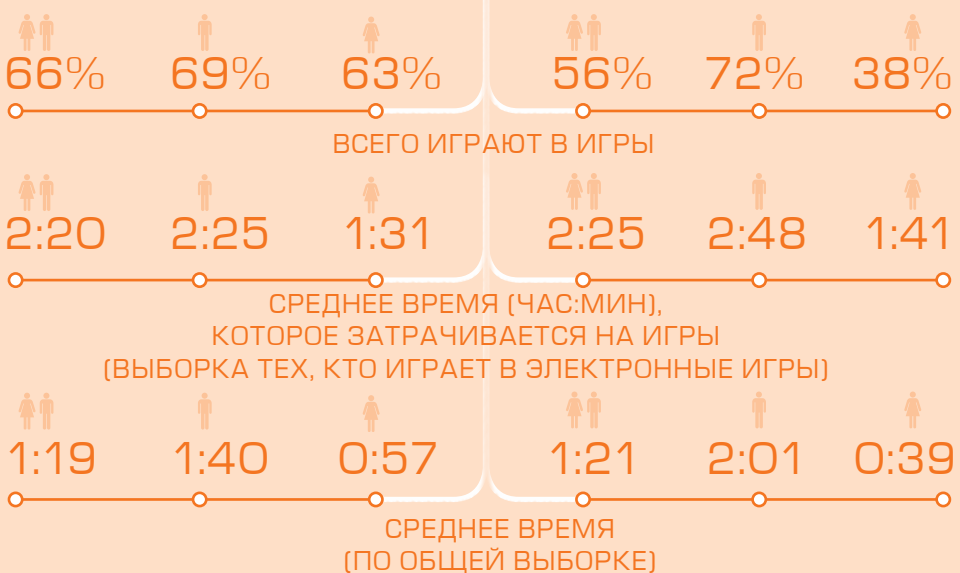 66% 69% 63% 56% 72% 38%
ВСЕГО ИГРАЮТ В ИГРЫ
2:20 2:25 1:31 2:25 2:48 1:41
СРЕДНЕЕ ВРЕМЯ (ЧАС:МИН),
КОТОРОЕ ЗАТРАЧИВАЕТСЯ НА ИГРЫ
(ВЫБОРКА ТЕХ, КТО ИГРАЕТ В ЭЛЕКТРОННЫЕ ИГРЫ)
1:19 1:40 0:57 1:21 2:01 0:39
СРЕДНЕЕ ВРЕМЯ
(ПО ОБЩЕЙ ВЫБОРКЕ)